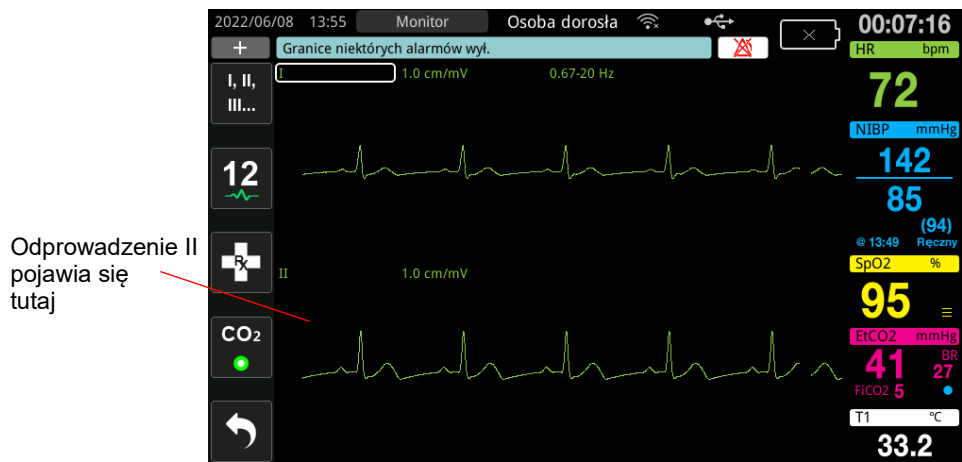 2022/06/08 13:55 Monitor Osoba dorosła 00:07:16
+ Granice niektórych alarmów wył. HR bpm
I, II,
III...
I 1.0 cm/mV 0.67-20 Hz
72
NIBP mmHg
12
142
85
(94)
@ 13:49 Ręczny
Odprowadzenie II
pojawia się
tutaj
Rx
II 1.0 cm/mV
SpO2 %
95
CO2
EtCO2 mmHg
41 BR
27
FiCO2 5
T1 °C
33.2